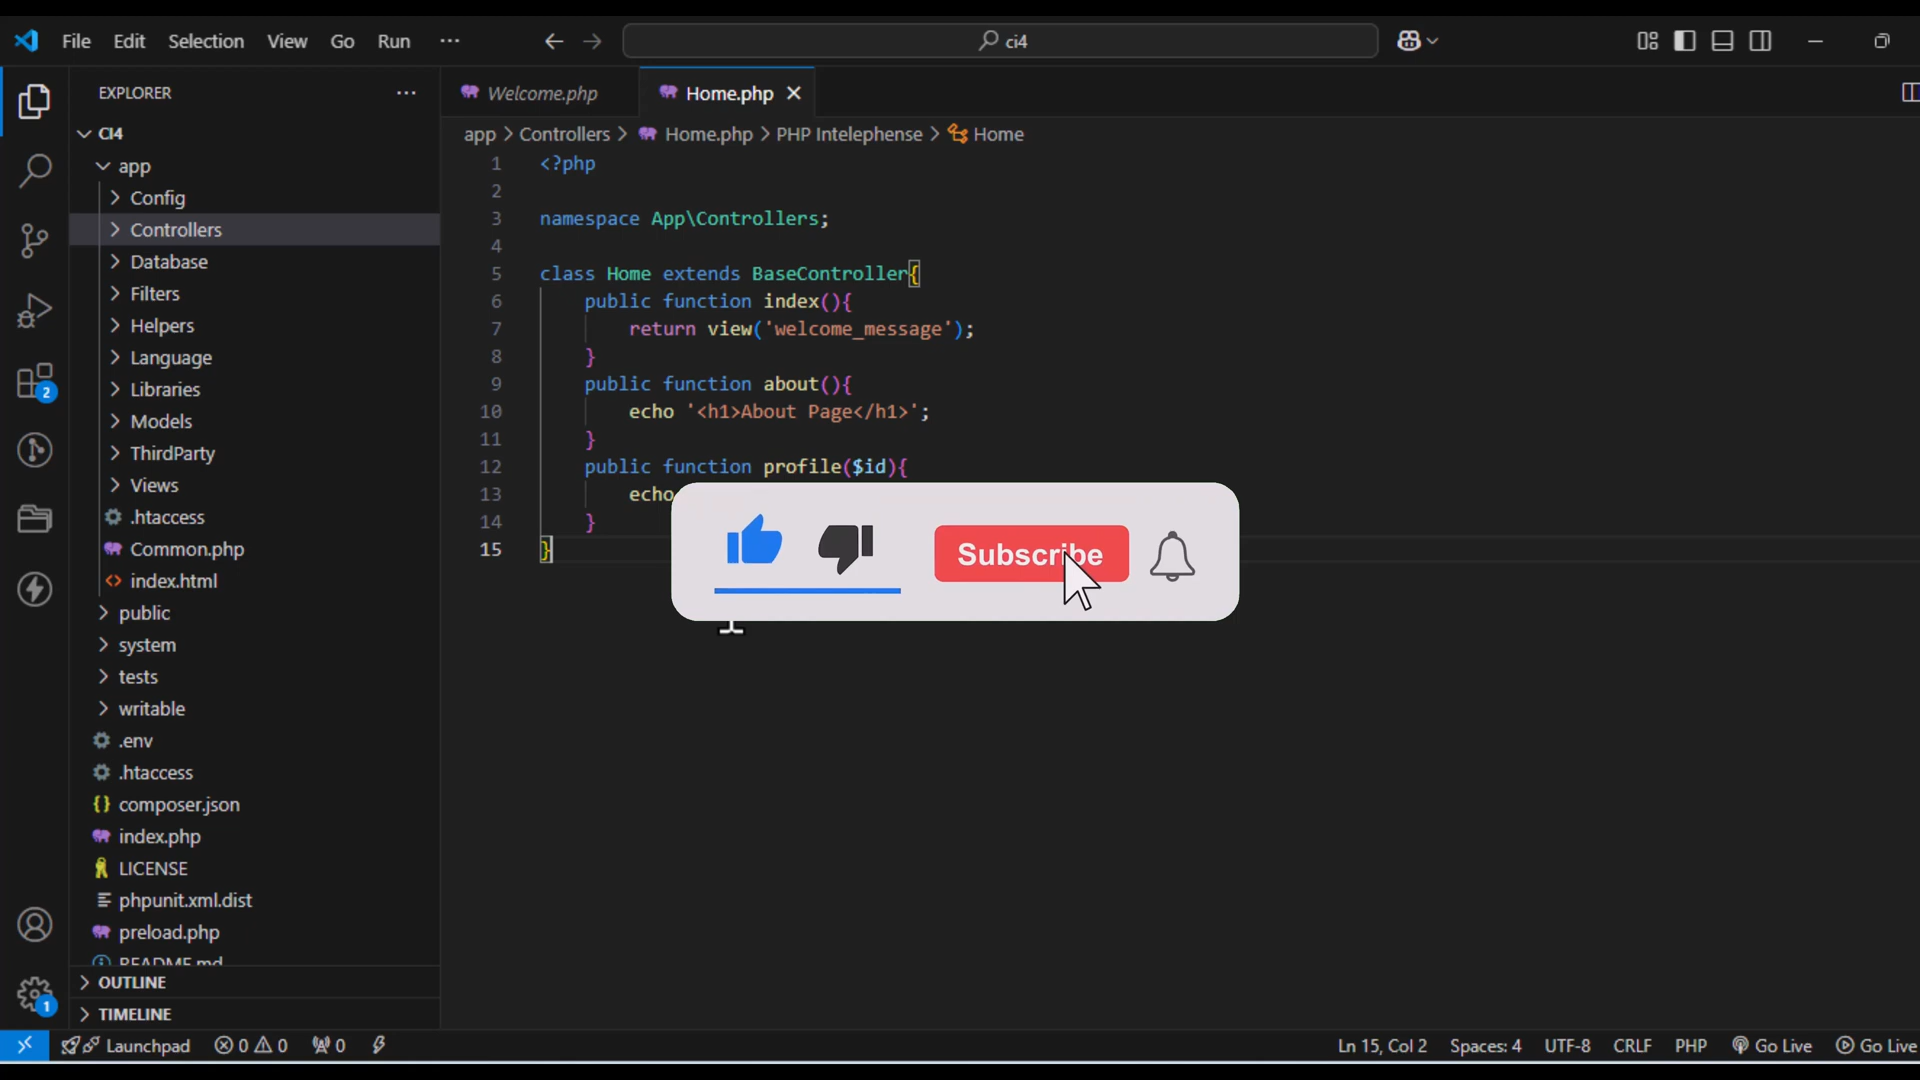 File Edit Selection View Go Run ... ci4
EXPLORER ...
CI4
app
Config
Controllers
Database
Filters
Helpers
Language
Libraries
Models
ThirdParty
Views
.htaccess
Common.php
index.html
public
system
tests
writable
.env
.htaccess
composer.json
index.php
LICENSE
phpunit.xml.dist
preload.php
README.md
OUTLINE
TIMELINE
2
1
Welcome.php Home.php
app > Controllers > Home.php > PHP Intelephense > Home
1 <?php
2
3 namespace App\Controllers;
4
5 class Home extends BaseController{
6 public function index(){
7 return view('welcome_message');
8 }
9 public function about(){
10 echo '<h1>About Page</h1>';
11 }
12 public function profile($id){
13 echo
14 }
15 }
Subscribe
Launchpad 0 0 0 Ln 15, Col 2 Spaces: 4 UTF-8 CRLF PHP Go Live Go Live